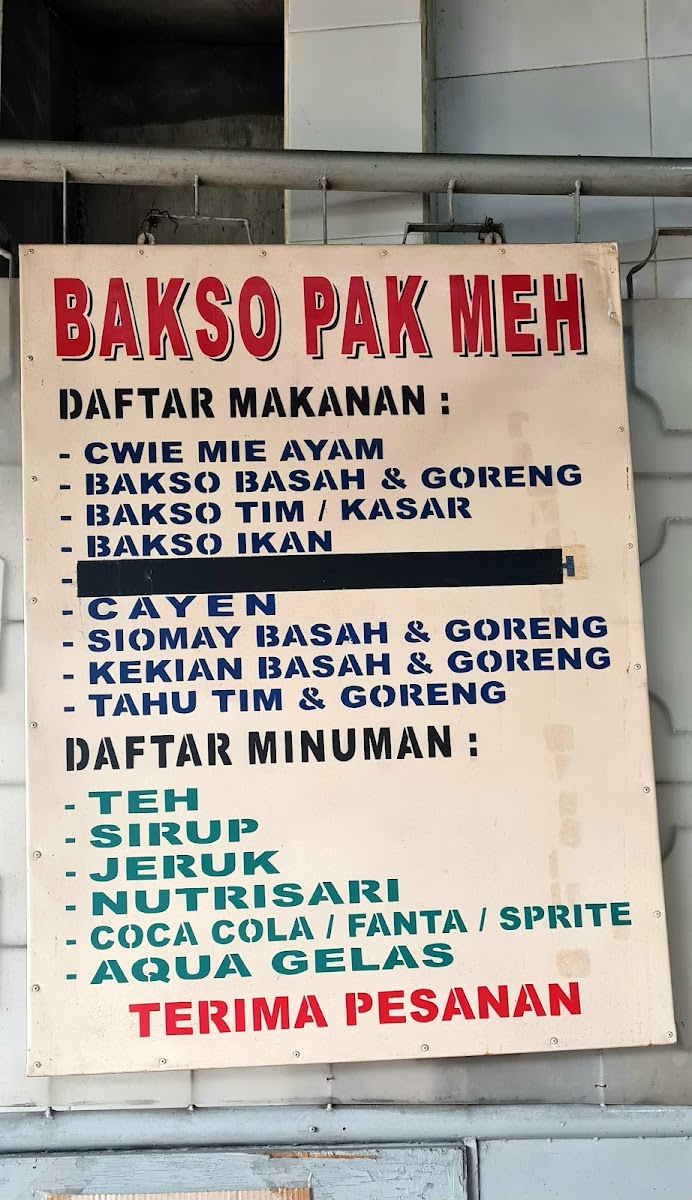 BAKSO PAK MEH
DAFTAR MAKANAN :
- CWIE MIE AYAM
- BAKSO BASAH & GORENG
- BAKSO TIM / KASAR
- BAKSO IKAN
-
- CAYEN
- SIOMAY BASAH & GORENG
- KEKIAN BASAH & GORENG
- TAHU TIM & GORENG
DAFTAR MINUMAN :
- TEH
- SIRUP
- JERUK
- NUTRISARI
- COCA COLA / FANTA / SPRITE
- AQUA GELAS
TERIMA PESANAN